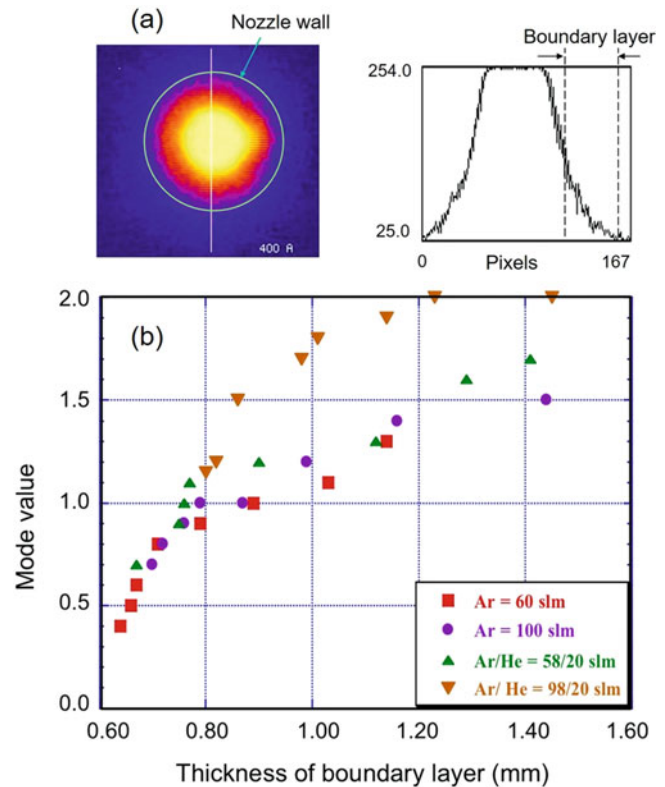 (a)
Nozzle wall
400 A
Boundary layer
254.0
25.0
0
Pixels
167
(b)
2.0
1.5
1.0
0.5
0.0
Mode value
Ar = 60 slm
Ar = 100 slm
Ar/He = 58/20 slm
Ar/ He = 98/20 slm
0.60
0.80
1.00
1.20
1.40
1.60
Thickness of boundary layer (mm)